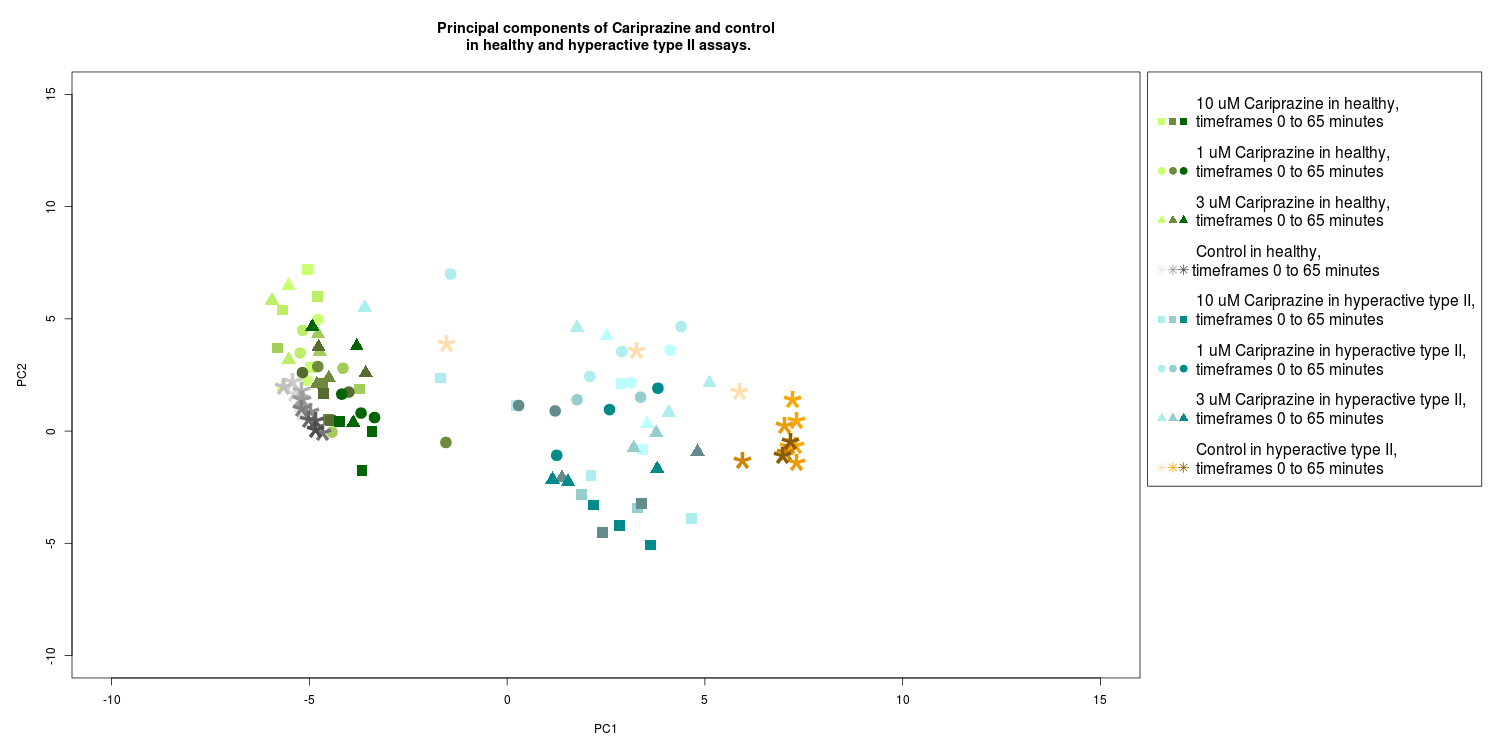 Principal components of Cariprazine and control
in healthy and hyperactive type II assays.
15
10
5
0
-5
-10
PC2
-10
-5
0
5
10
15
PC1
10 uM Cariprazine in healthy,
timeframes 0 to 65 minutes
1 uM Cariprazine in healthy,
timeframes 0 to 65 minutes
3 uM Cariprazine in healthy,
timeframes 0 to 65 minutes
Control in healthy,
timeframes 0 to 65 minutes
10 uM Cariprazine in hyperactive type II,
timeframes 0 to 65 minutes
1 uM Cariprazine in hyperactive type II,
timeframes 0 to 65 minutes
3 uM Cariprazine in hyperactive type II,
timeframes 0 to 65 minutes
Control in hyperactive type II,
timeframes 0 to 65 minutes